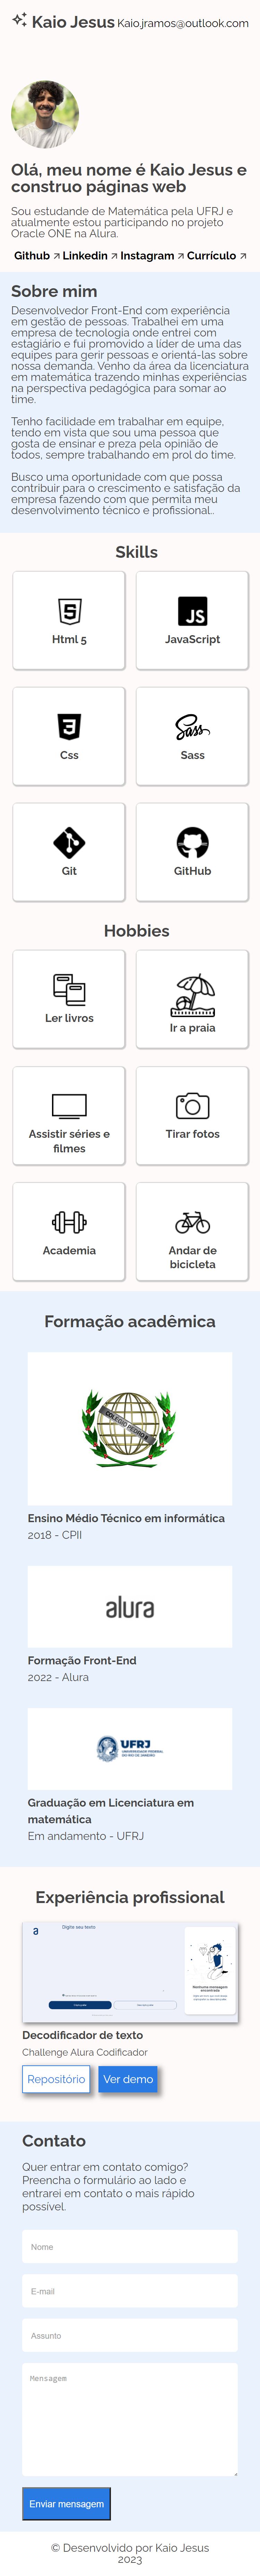 Kaio Jesus Kaio.jramos@outlook.com
Olá, meu nome é Kaio Jesus e
construo páginas web
Sou estudande de Matemática pela UFRJ e
atualmente estou participando no projeto
Oracle ONE na Alura.
Github ↗ Linkedin ↗ Instagram ↗ Currículo ↗
Sobre mim
Desenvolvedor Front-End com experiência
em gestão de pessoas. Trabalhei em uma
empresa de tecnologia onde entrei com
estagiário e fui promovido a líder de uma das
equipes para gerir pessoas e orientá-las sobre
nossa demanda. Venho da área da licenciatura
em matemática trazendo minhas experiências
na perspectiva pedagógica para somar ao
time.
Tenho facilidade em trabalhar em equipe,
tendo em vista que sou uma pessoa que
gosta de ensinar e preza pela opinião de
todos, sempre trabalhando em prol do time.
Busco uma oportunidade com que possa
contribuir para o crescimento e satisfação da
empresa fazendo com que permita meu
desenvolvimento técnico e profissional..
Skills
5 JS
Html 5 JavaScript
3 Sass
Css Sass
Git GitHub
Hobbies
Ler livros Ir a praia
Assistir séries e
filmes
Tirar fotos
Academia Andar de
bicicleta
Formação acadêmica
COLÉGIO PEDRO II
Ensino Médio Técnico em informática
2018 - CPII
alura
Formação Front-End
2022 - Alura
UFRJ
UNIVERSIDADE FEDERAL
DO RIO DE JANEIRO
Graduação em Licenciatura em
matemática
Em andamento - UFRJ
Experiência profissional
a Digite seu texto
Nenhuma mensagem
encontrada
Decodificador de texto
Challenge Alura Codificador
Repositório Ver demo
Contato
Quer entrar em contato comigo?
Preencha o formulário ao lado e
entrarei em contato o mais rápido
possível.
Nome
E-mail
Assunto
Mensagem
Enviar mensagem
© Desenvolvido por Kaio Jesus
2023